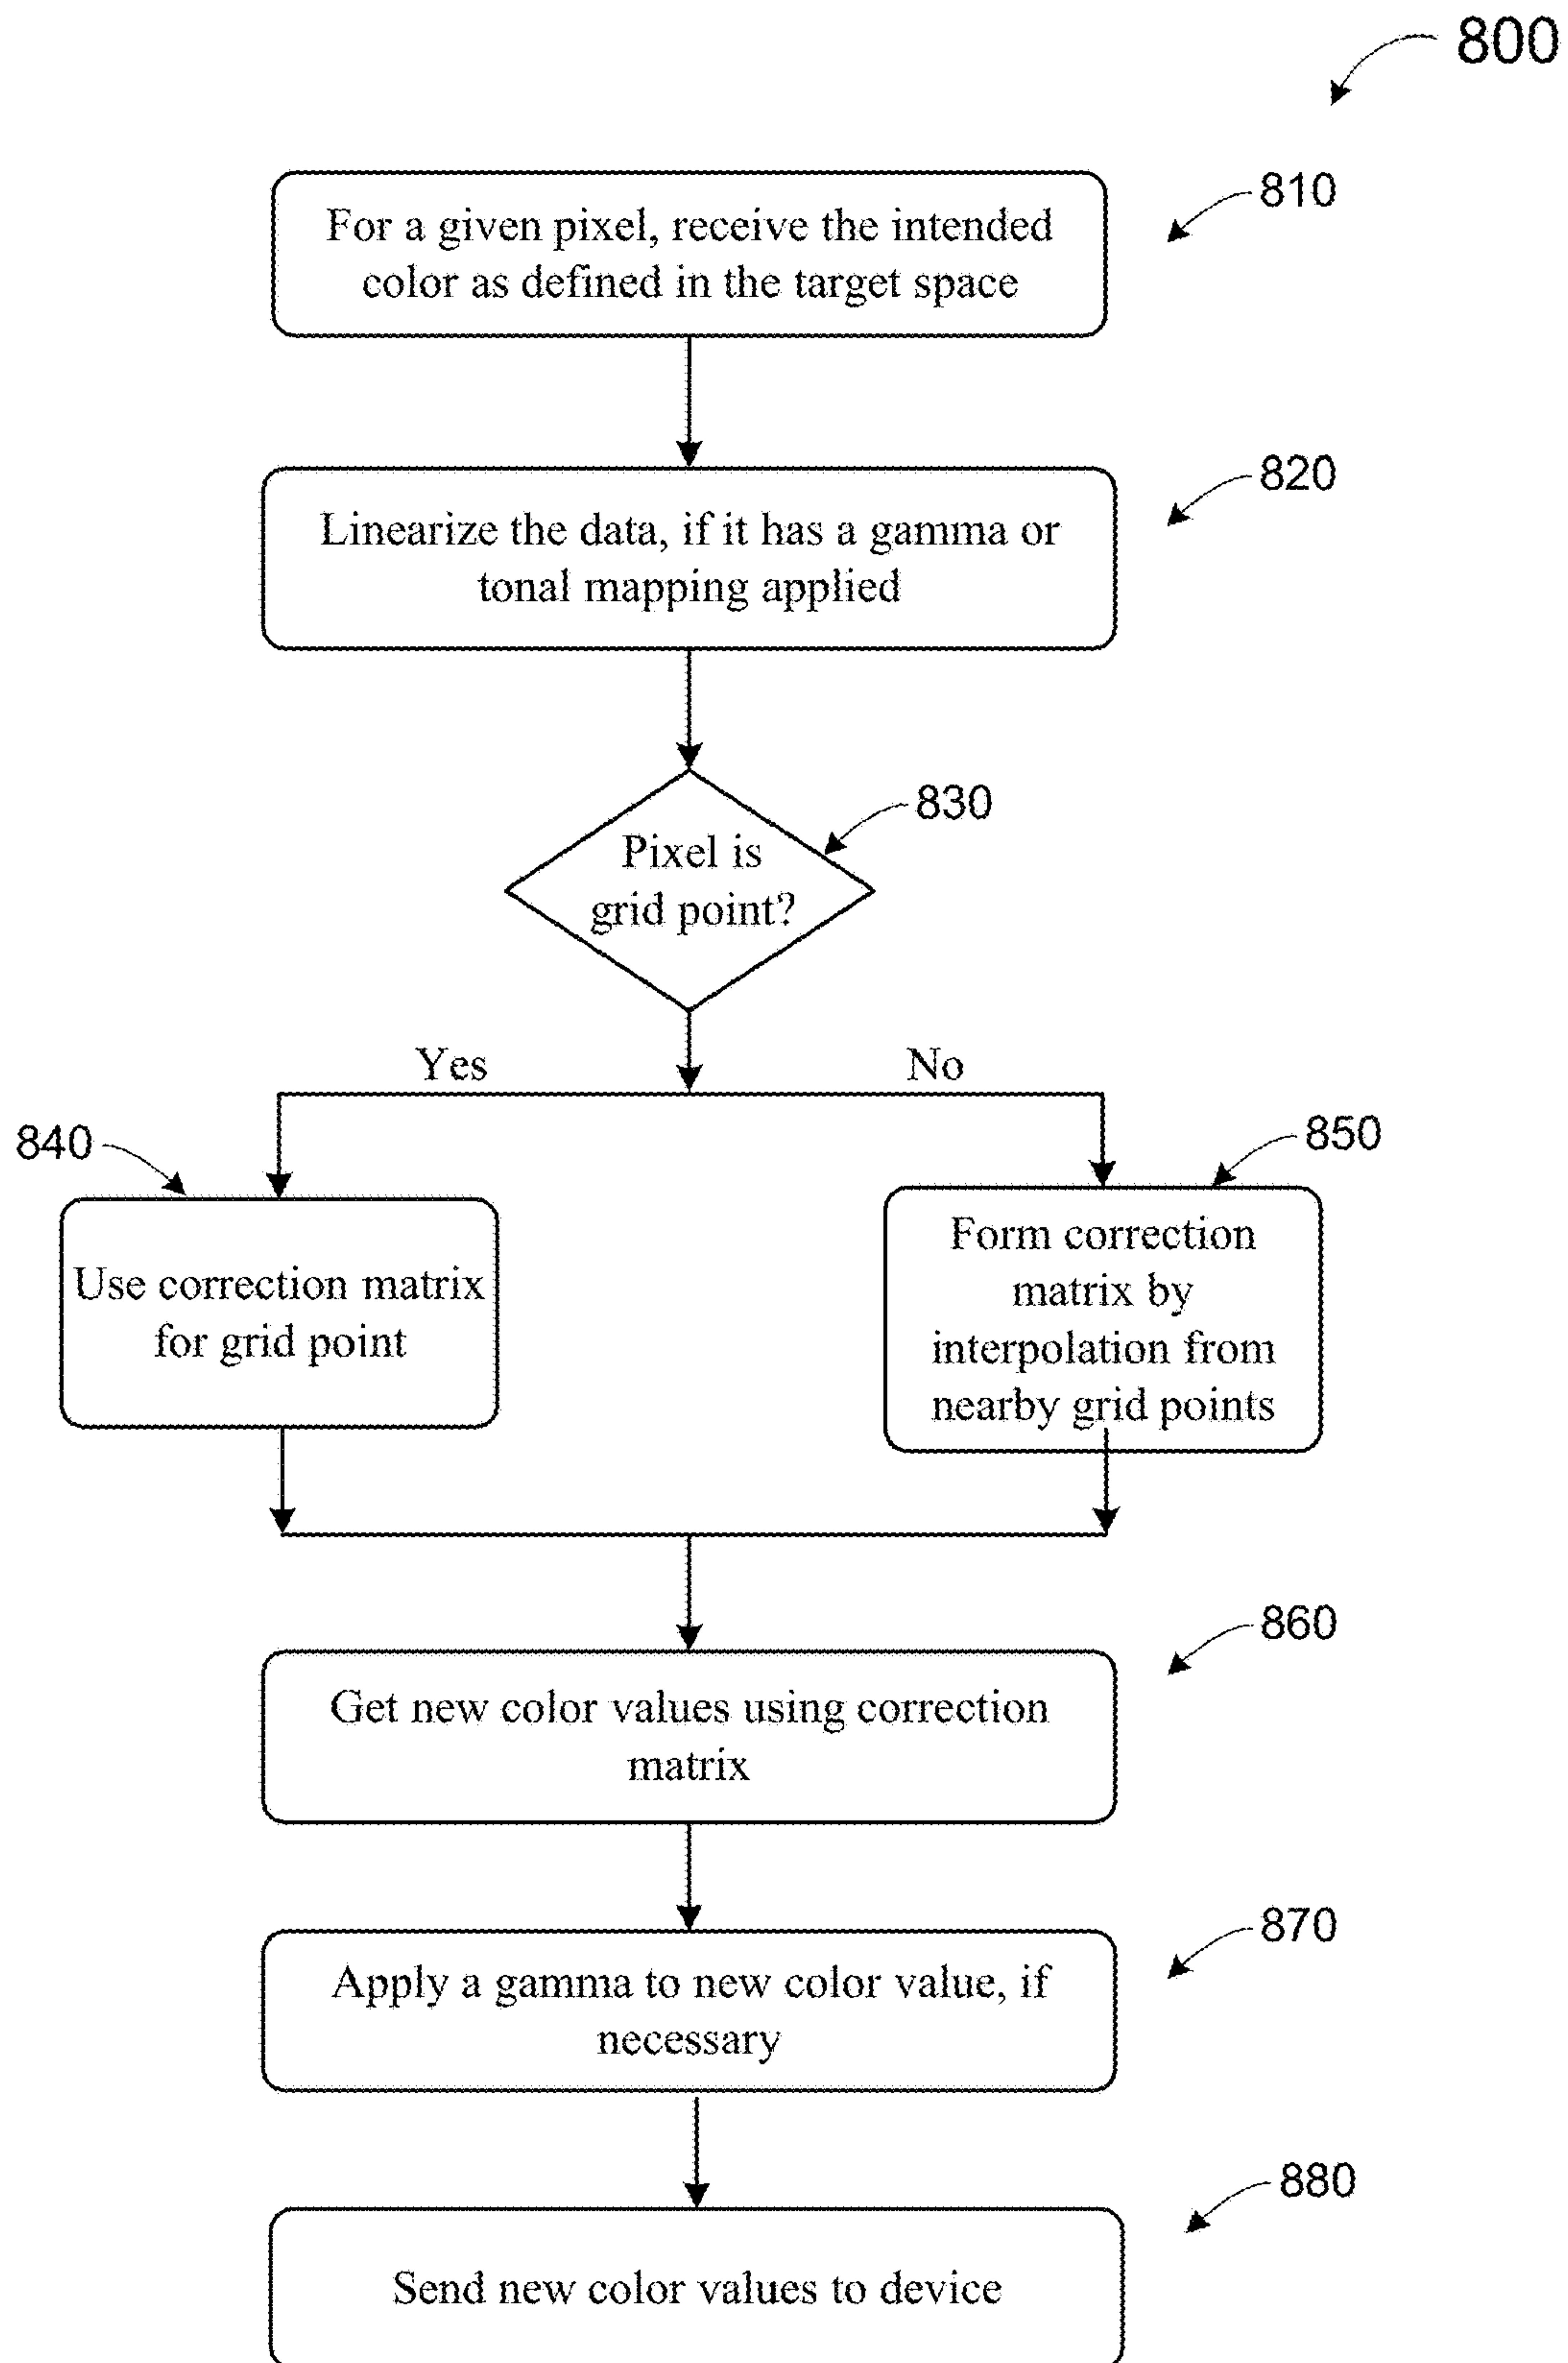 800
810
For a given pixel, receive the intended
color as defined in the target space
820
Linearize the data, if it has a gamma or
tonal mapping applied
830
Pixel is
grid point?
Yes
No
840
850
Use correction matrix
for grid point
Form correction
matrix by
interpolation from
nearby grid points
860
Get new color values using correction
matrix
870
Apply a gamma to new color value, if
necessary
880
Send new color values to device